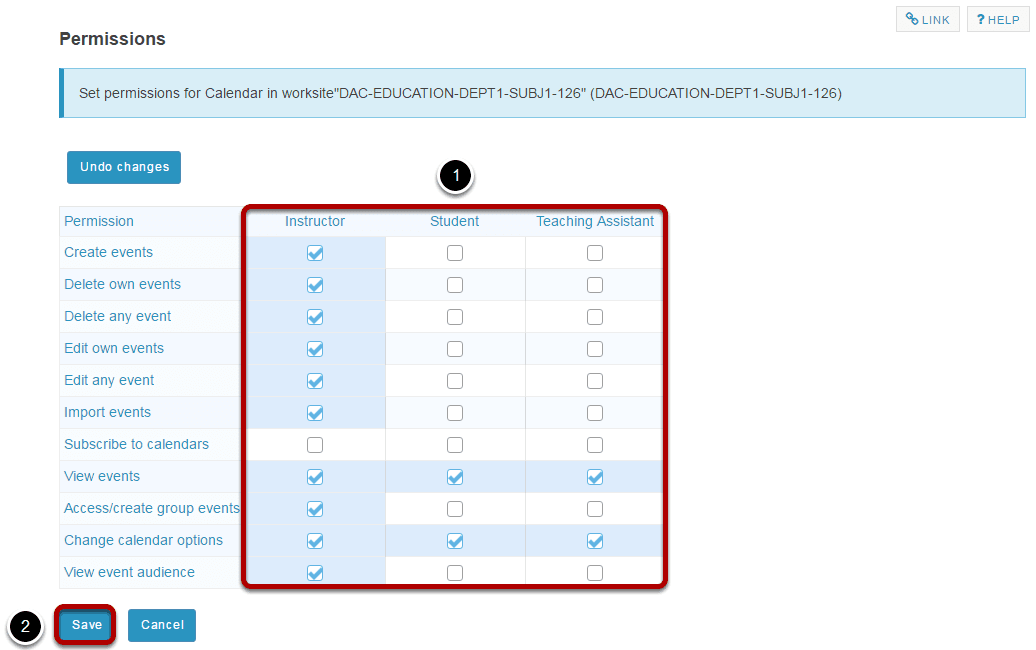 LINK ? HELP
Permissions
Set permissions for Calendar in worksite"DAC-EDUCATION-DEPT1-SUBJ1-126" (DAC-EDUCATION-DEPT1-SUBJ1-126)
Undo changes
1
Permission Instructor Student Teaching Assistant
Create events
Delete own events
Delete any event
Edit own events
Edit any event
Import events
Subscribe to calendars
View events
Access/create group events
Change calendar options
View event audience
2 Save Cancel